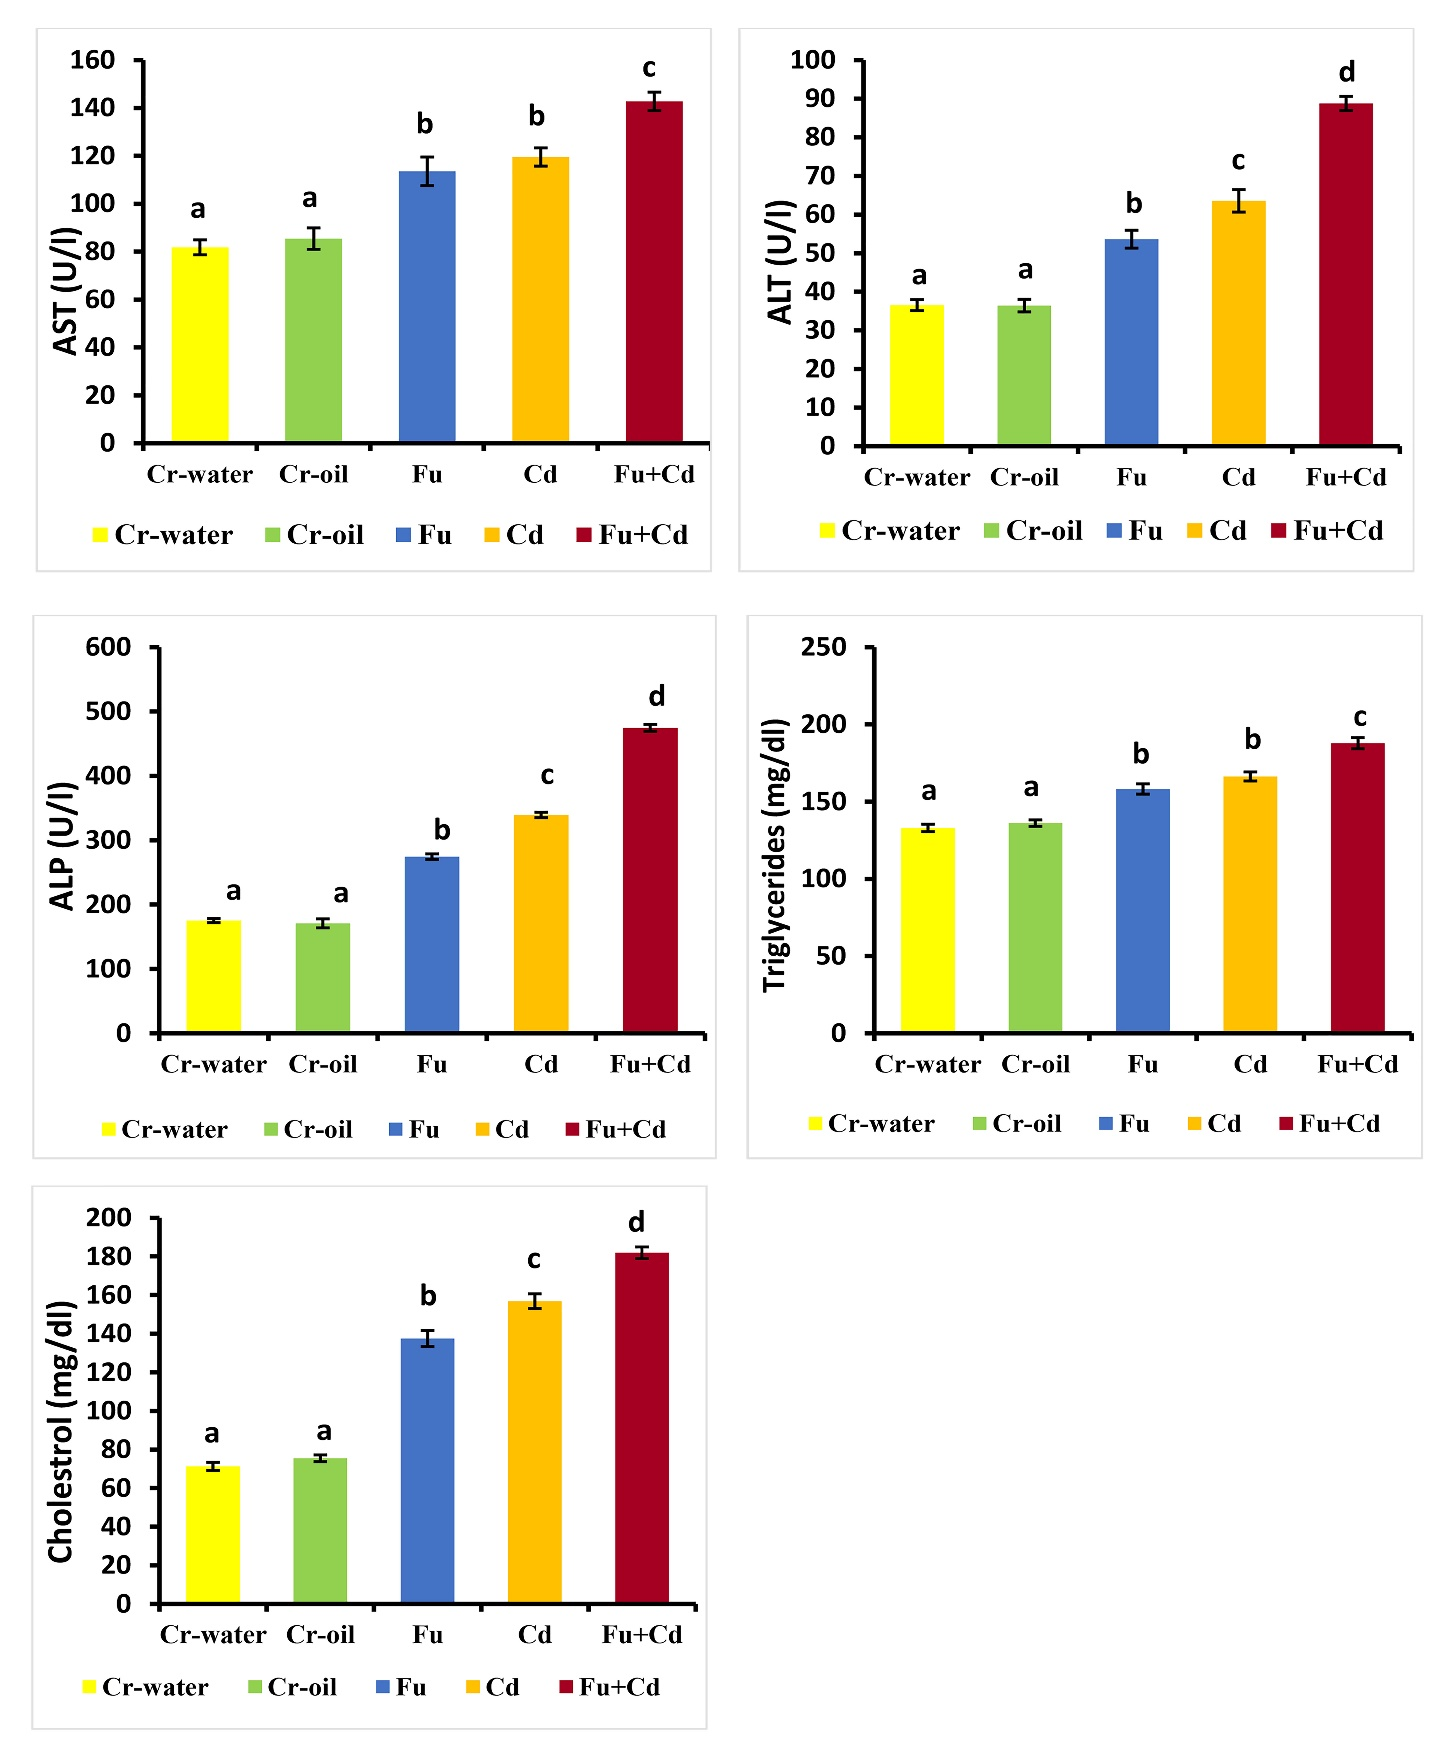 AST (U/l)
160
140
120
100
80
60
40
20
0
a
a
b
b
c
Cr-water Cr-oil Fu Cd Fu+Cd
Cr-water Cr-oil Fu Cd Fu+Cd
ALT (U/l)
100
90
80
70
60
50
40
30
20
10
0
a
a
b
c
d
Cr-water Cr-oil Fu Cd Fu+Cd
Cr-water Cr-oil Fu Cd Fu+Cd
ALP (U/l)
600
500
400
300
200
100
0
a
a
b
c
d
Cr-water Cr-oil Fu Cd Fu+Cd
Cr-water Cr-oil Fu Cd Fu+Cd
Triglycerides (mg/dl)
250
200
150
100
50
0
a
a
b
b
c
Cr-water Cr-oil Fu Cd Fu+Cd
Cr-water Cr-oil Fu Cd Fu+Cd
Cholestrol (mg/dl)
200
180
160
140
120
100
80
60
40
20
0
a
a
b
c
d
Cr-water Cr-oil Fu Cd Fu+Cd
Cr-water Cr-oil Fu Cd Fu+Cd